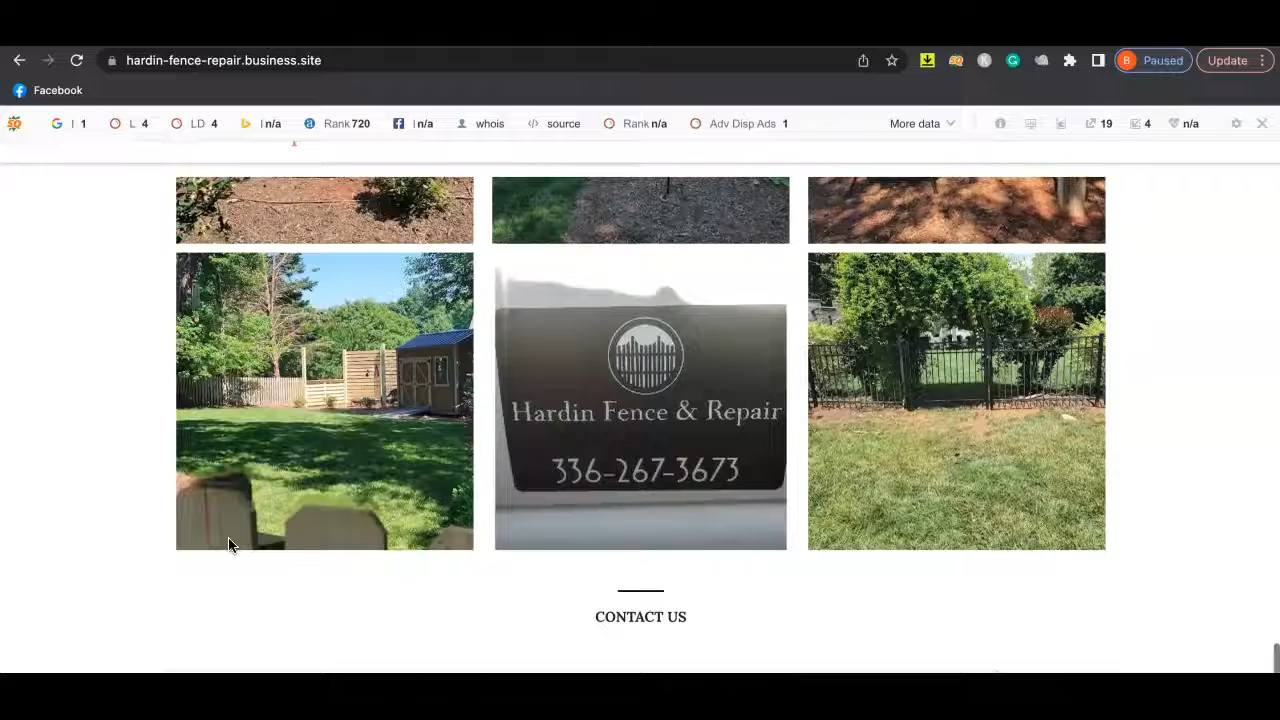 hardin-fence-repair.business.site
B Paused
Update
Facebook
SQ
I 1
L 4
LD 4
I n/a
Rank 720
I n/a
whois
source
Rank n/a
Adv Disp Ads 1
More data
19
4
n/a
Hardin Fence & Repair
336-267-3673
CONTACT US